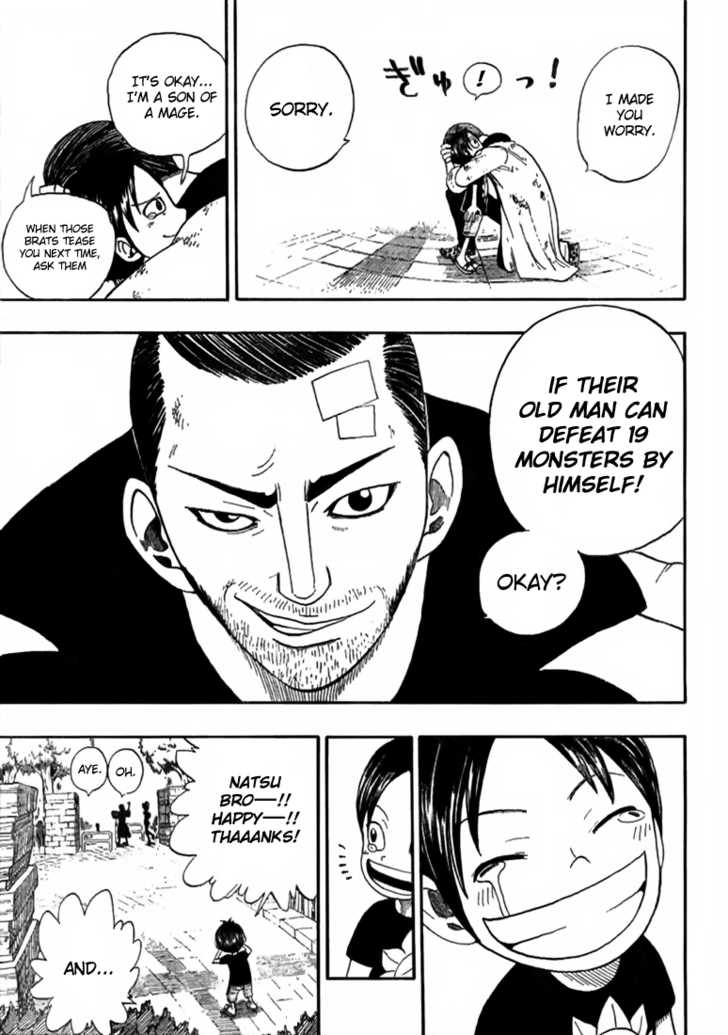 I MADE
YOU
WORRY.
ぎゅっ!
!
SORRY.
IT'S OKAY...
I'M A SON OF
A MAGE.
WHEN THOSE
BRATS TEASE
YOU NEXT TIME,
ASK THEM
IF THEIR
OLD MAN CAN
DEFEAT 19
MONSTERS BY
HIMSELF!
OKAY?
NATSU
BRO—!!
HAPPY—!!
THAAANKS!
OH.
AYE.
AND...